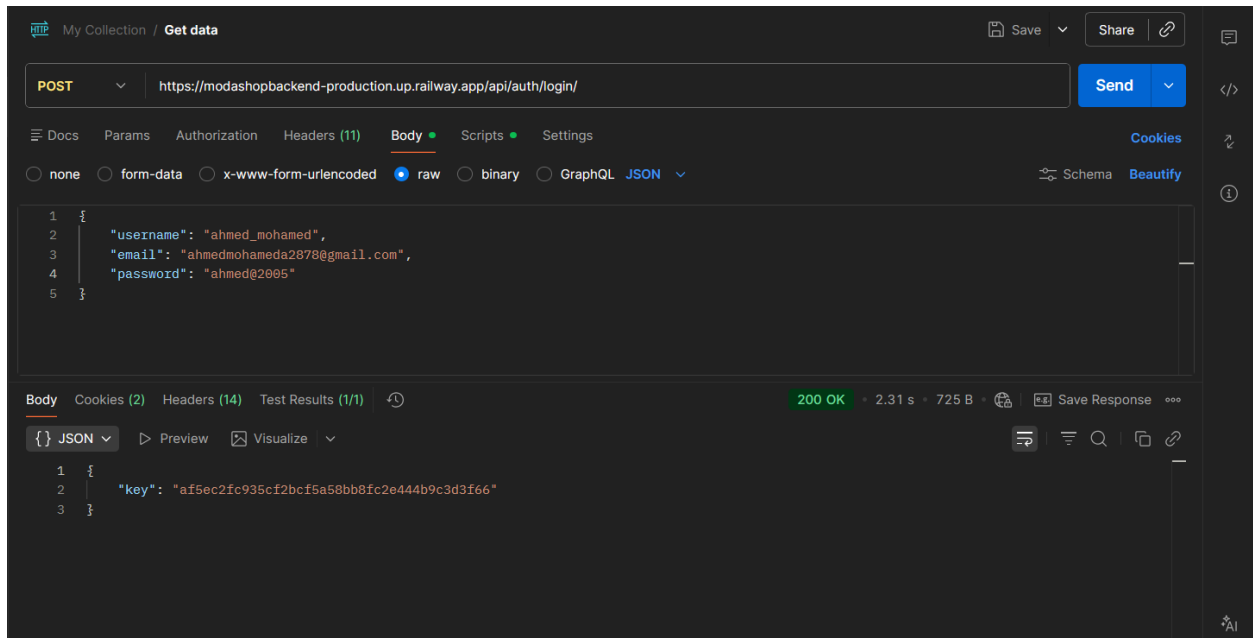 HTTP My Collection / Get data Save Share
POST https://modashopbackend-production.up.railway.app/api/auth/login/ Send
Docs Params Authorization Headers (11) Body Scripts Settings Cookies
none form-data x-www-form-urlencoded raw binary GraphQL JSON Schema Beautify
1 {
2 "username": "ahmed_mohamed",
3 "email": "ahmedmohameda2878@gmail.com",
4 "password": "ahmed@2005"
5 }
Body Cookies (2) Headers (14) Test Results (1/1) 200 OK • 2.31 s • 725 B • e.g. Save Response
{} JSON Preview Visualize
1 {
2 "key": "af5ec2fc935cf2bcf5a58bb8fc2e444b9c3d3f66"
3 }
AI